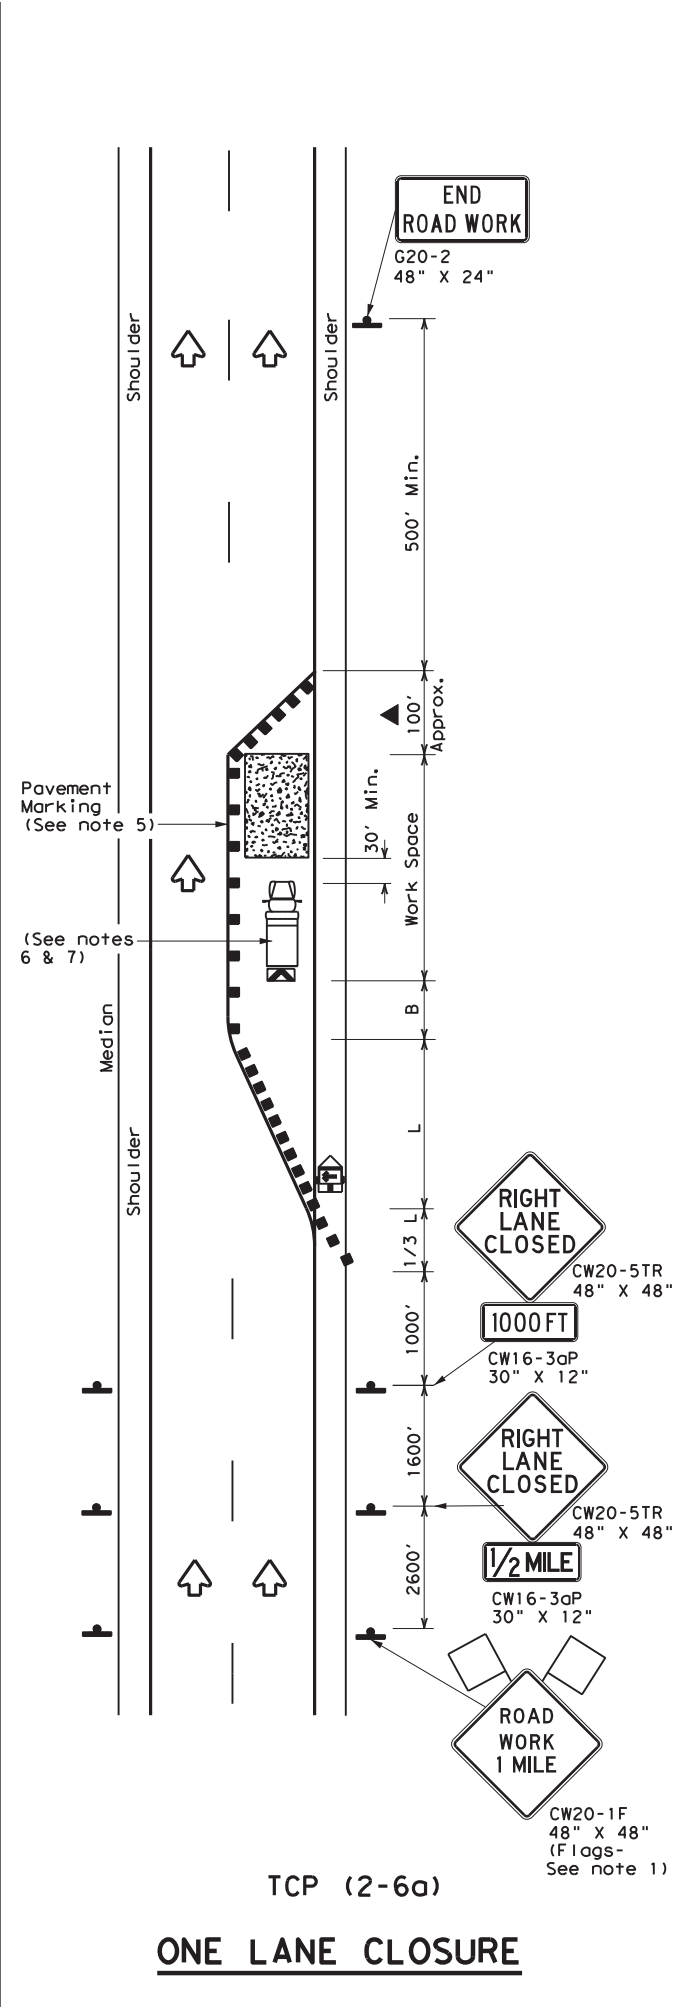 END
ROAD WORK
G20-2
48" X 24"
Shoulder
Shoulder
500' Min.
100'
Approx.
Pavement
Marking
(See note 5)
30' Min.
Work Space
(See notes
6 & 7)
B
Median
L
Shoulder
RIGHT
LANE
CLOSED
1/3 L
CW20-5TR
48" X 48"
1000 FT
1000'
CW16-3aP
30" X 12"
RIGHT
LANE
CLOSED
1600'
CW20-5TR
48" X 48"
1/2 MILE
2600'
CW16-3aP
30" X 12"
ROAD
WORK
1 MILE
CW20-1F
48" X 48"
(Flags-
See note 1)
TCP (2-6a)
ONE LANE CLOSURE